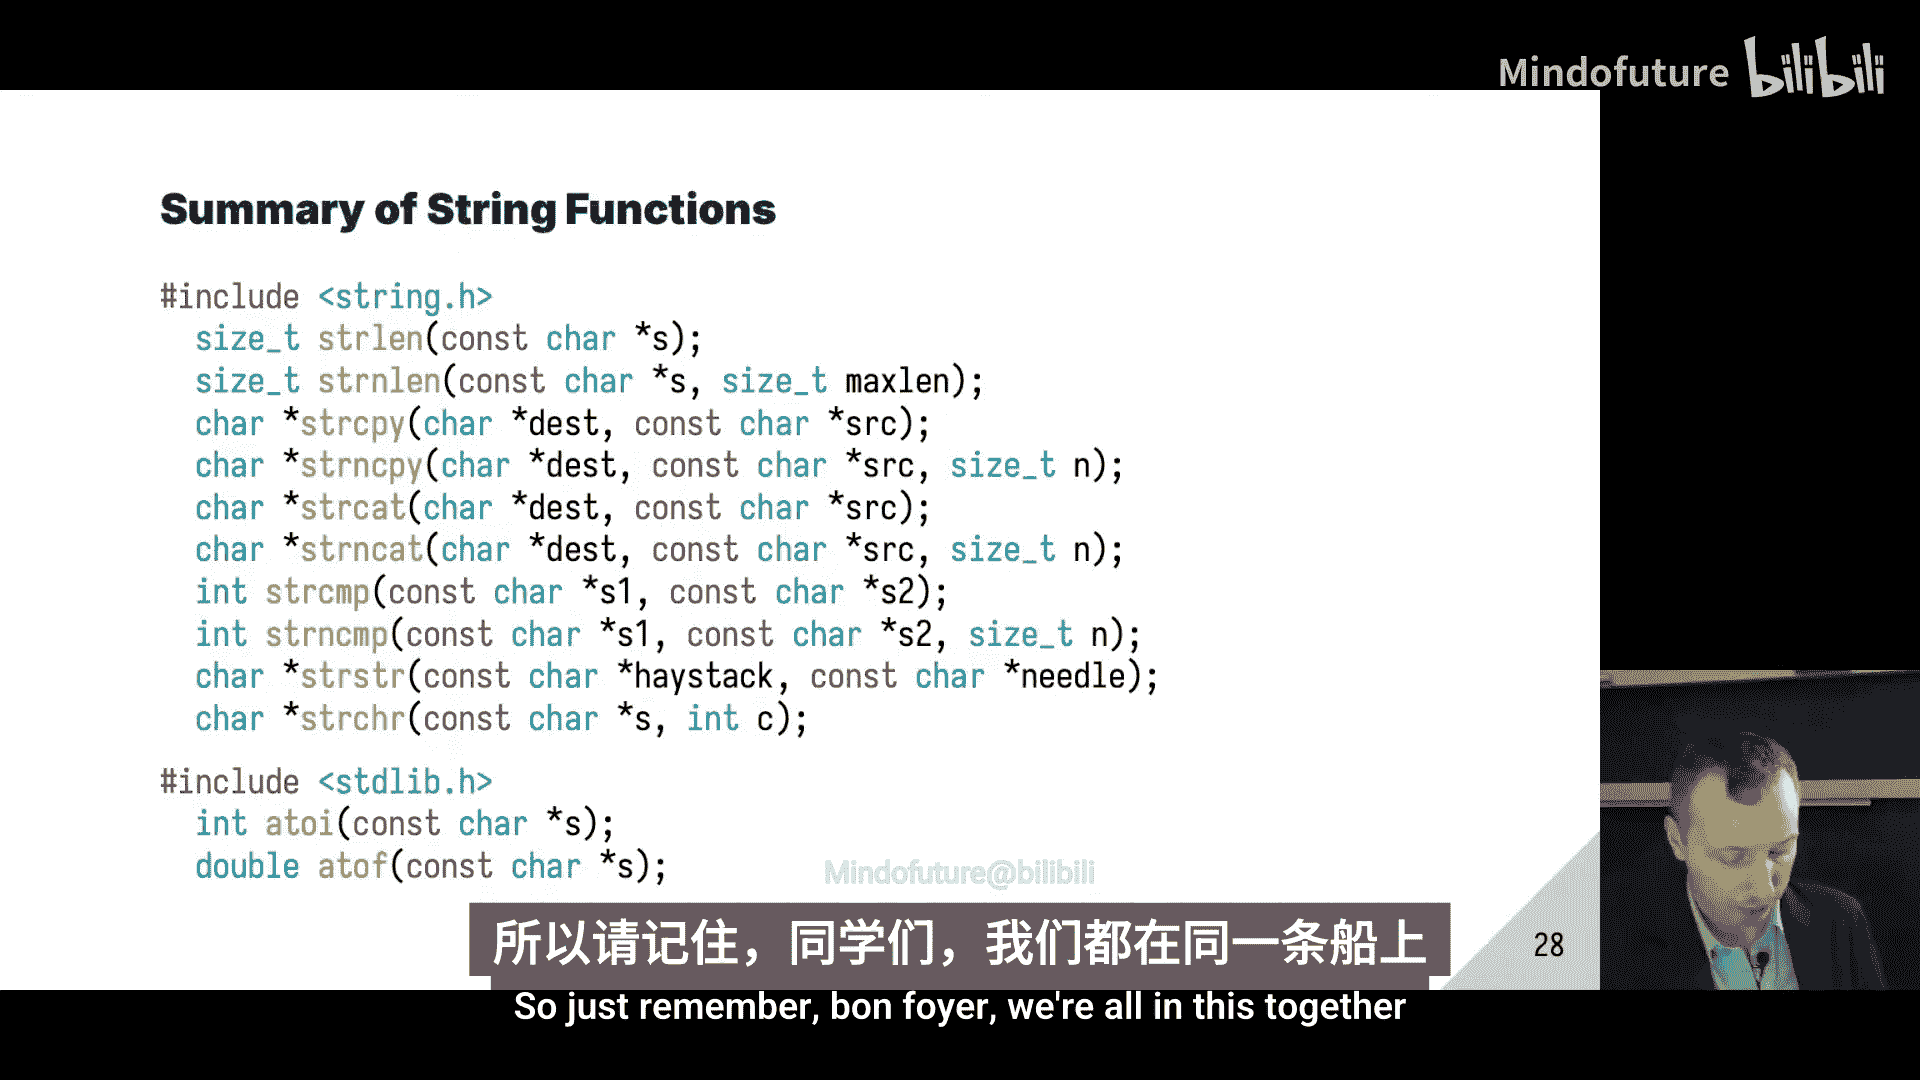 Mindofuture bilibili
Summary of String Functions
#include <string.h>
size_t strlen(const char *s);
size_t strnlen(const char *s, size_t maxlen);
char *strcpy(char *dest, const char *src);
char *strncpy(char *dest, const char *src, size_t n);
char *strcat(char *dest, const char *src);
char *strncat(char *dest, const char *src, size_t n);
int strcmp(const char *s1, const char *s2);
int strncmp(const char *s1, const char *s2, size_t n);
char *strstr(const char *haystack, const char *needle);
char *strchr(const char *s, int c);
#include <stdlib.h>
int atoi(const char *s);
double atof(const char *s);
Mindofuture@bilibili
所以请记住，同学们，我们都在同一条船上
28
So just remember, bon foyer, we're all in this together